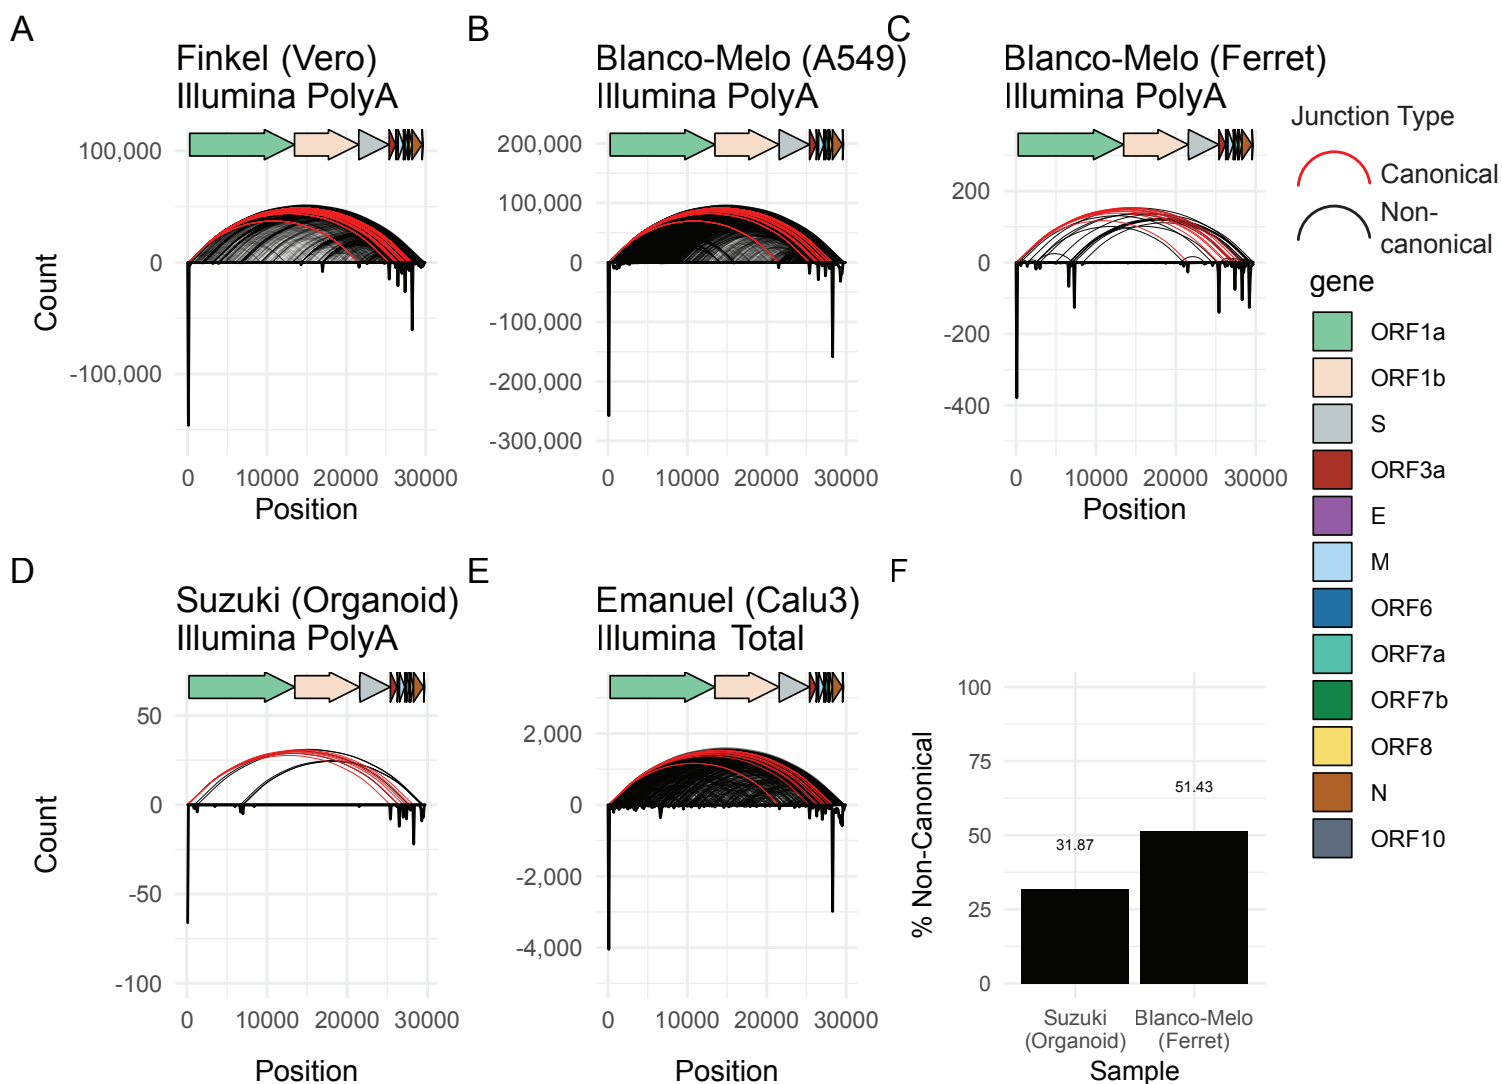 A
Finkel (Vero)
Illumina PolyA
100,000
0
-100,000
Count
0 10000 20000 30000
Position
B
Blanco-Melo (A549)
Illumina PolyA
200,000
100,000
0
-100,000
-200,000
-300,000
0 10000 20000 30000
C
Blanco-Melo (Ferret)
Illumina PolyA
200
0
-200
-400
0 10000 20000 30000
Position
Junction Type
Canonical
Non-
canonical
gene
ORF1a
ORF1b
S
ORF3a
E
M
ORF6
ORF7a
ORF7b
ORF8
N
ORF10
D
Suzuki (Organoid)
Illumina PolyA
50
0
-50
-100
Count
0 10000 20000 30000
Position
E
Emanuel (Calu3)
Illumina Total
2,000
0
-2,000
-4,000
0 10000 20000 30000
F
100
75
50
25
0
% Non-Canonical
31.87
51.43
Suzuki
(Organoid)
Blanco-Melo
(Ferret)
Sample